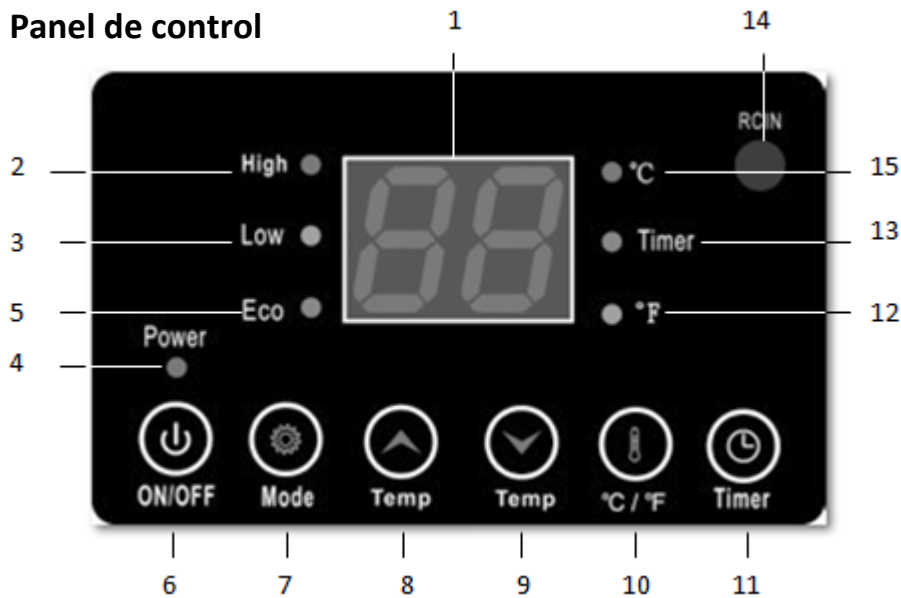 Panel de control
1
14
RCIN
2
High
°C
15
3
Low
88
Timer
13
5
Eco
°F
12
Power
4
ON/OFF
Mode
Temp
Temp
°C / °F
Timer
6
7
8
9
10
11